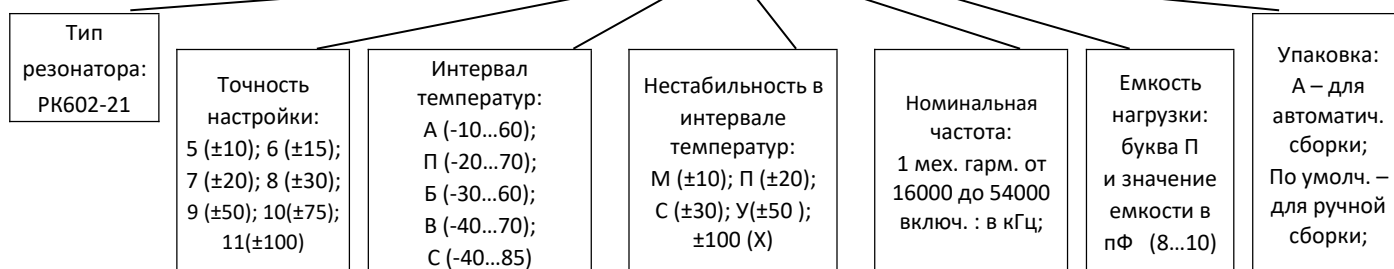 Тип
резонатора:
РК602-21
Точность
настройки:
5 (±10); 6 (±15);
7 (±20); 8 (±30);
9 (±50); 10(±75);
11(±100)
Интервал
температур:
А (-10...60);
П (-20...70);
Б (-30...60);
В (-40...70);
С (-40...85)
Нестабильность в
интервале
температур:
М (±10); П (±20);
С (±30); У(±50 );
±100 (Х)
Номинальная
частота:
1 мех. гарм. от
16000 до 54000
включ. : в кГц;
Емкость
нагрузки:
буква П
и значение
емкости в
пФ (8...10)
Упаковка:
А – для
автоматич.
сборки;
По умолч. –
для ручной
сборки;